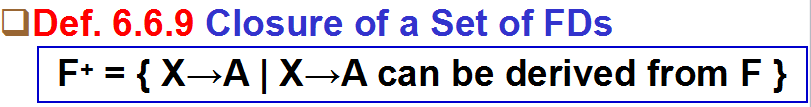 ❑Def. 6.6.9 Closure of a Set of FDs
F⁺ = { X→A | X→A can be derived from F }